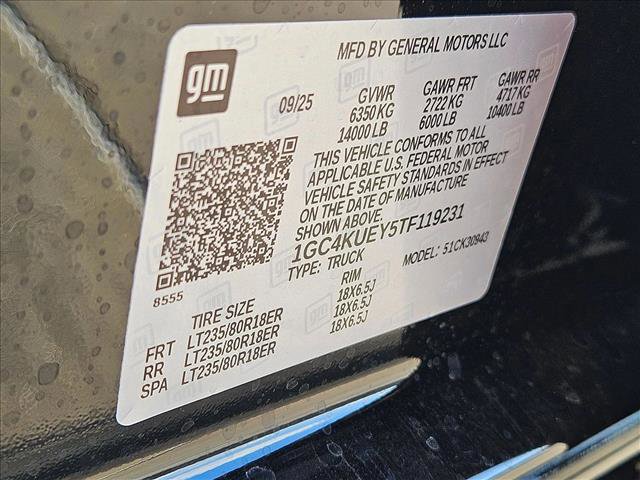 gm
MFD BY GENERAL MOTORS LLC
09/25
GVWR
6350 KG
14000 LB
GAWR FRT
2722 KG
6000 LB
GAWR RR
4717 KG
10400 LB
THIS VEHICLE CONFORMS TO ALL
APPLICABLE U.S. FEDERAL MOTOR
VEHICLE SAFETY STANDARDS IN EFFECT
ON THE DATE OF MANUFACTURE
SHOWN ABOVE.
1GC4KUEY5TF119231
TYPE: TRUCK
MODEL: 51CK30943
8555
TIRE SIZE RIM
FRT LT235/80R18ER 18X6.5J
RR LT235/80R18ER 18X6.5J
SPA LT235/80R18ER 18X6.5J